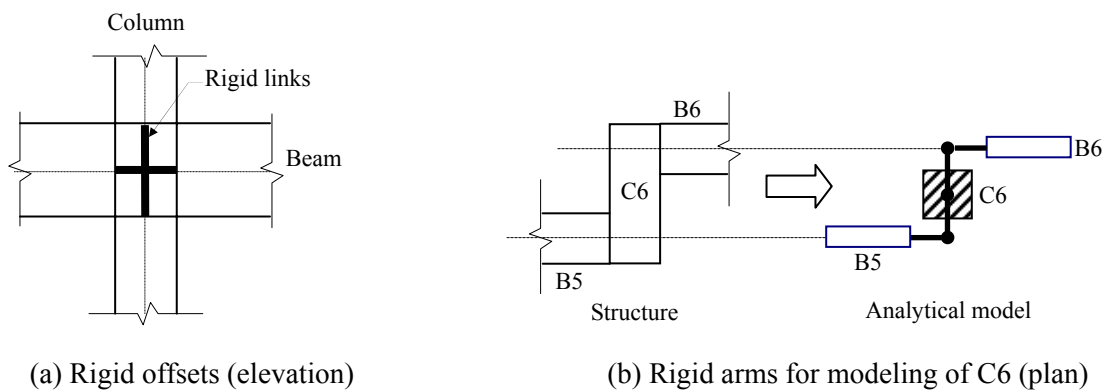 Column
Rigid links
Beam
(a) Rigid offsets (elevation)
B6
C6
B5
Structure
B6
C6
B5
Analytical model
(b) Rigid arms for modeling of C6 (plan)